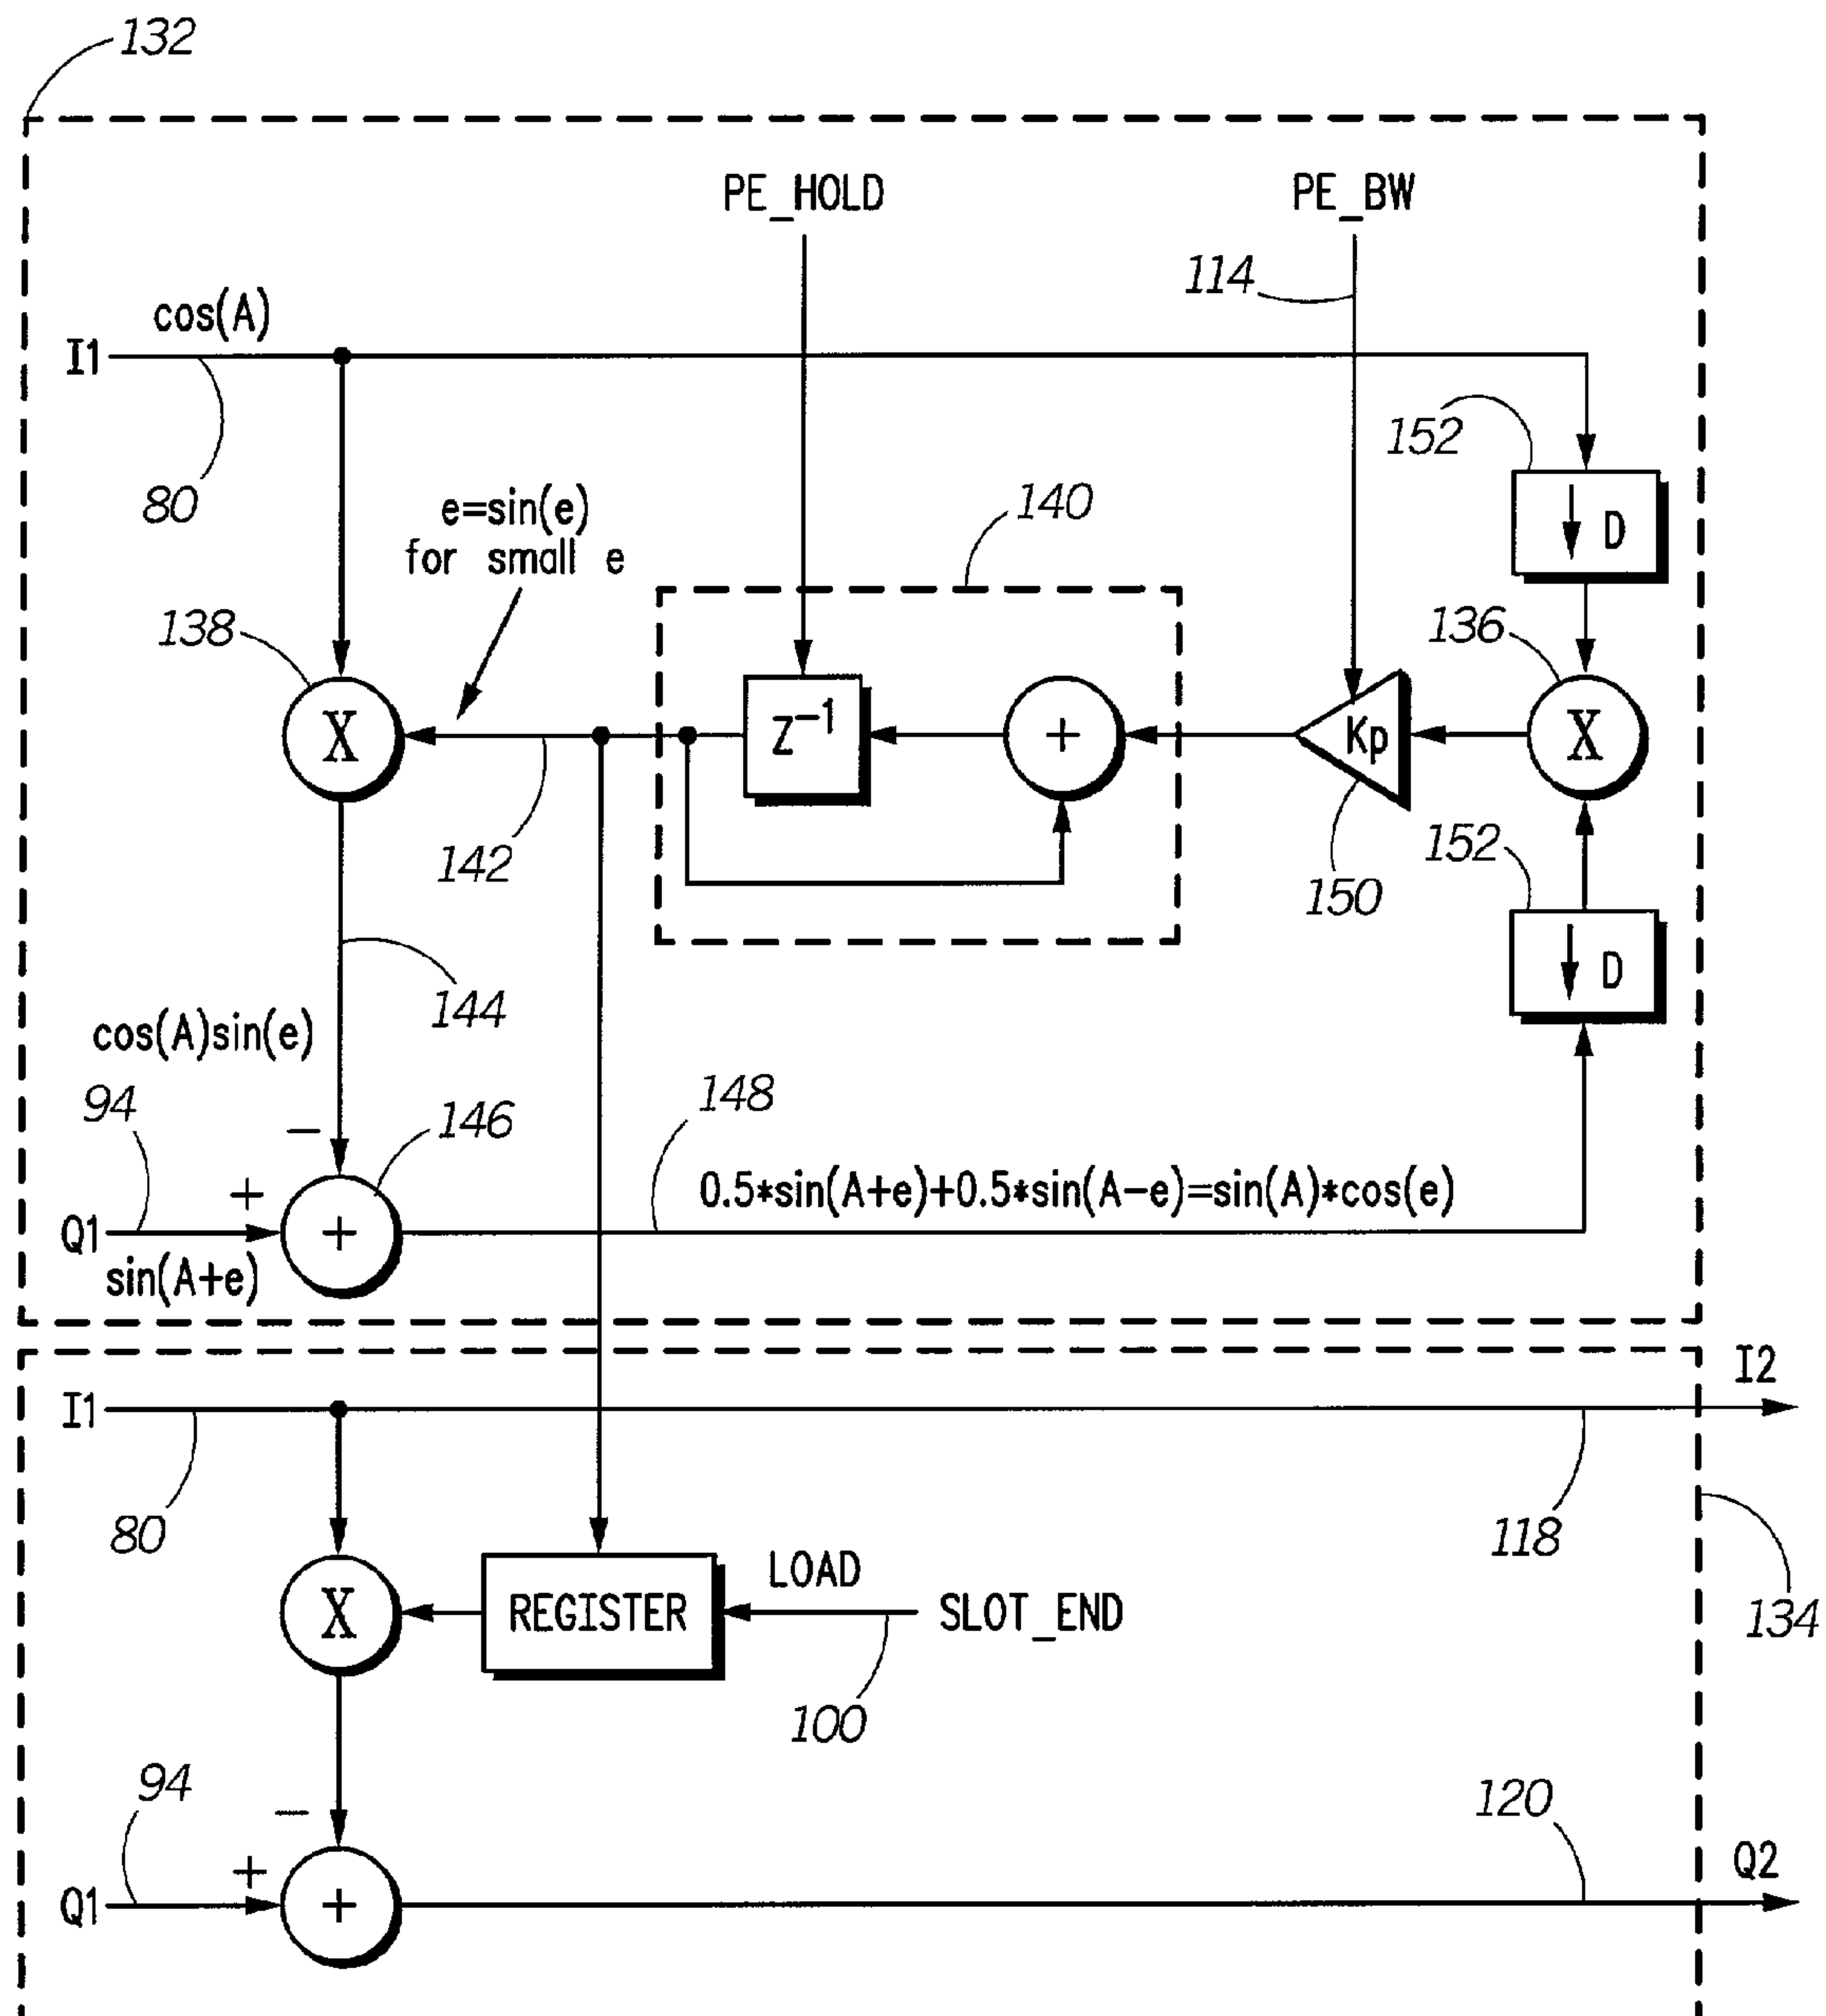 132
PE_HOLD
PE_BW
114
cos(A)
I1
80
152
↓ D
e=sin(e)
for small e
140
138
136
X
Z⁻¹
+
Kp
X
142
150
152
↓ D
144
cos(A)sin(e)
94
146
148
−
+
0.5*sin(A+e)+0.5*sin(A−e)=sin(A)*cos(e)
Q1
+
sin(A+e)
I2
I1
80
118
134
X
REGISTER
LOAD
SLOT_END
100
94
−
120
+
Q2
Q1
+